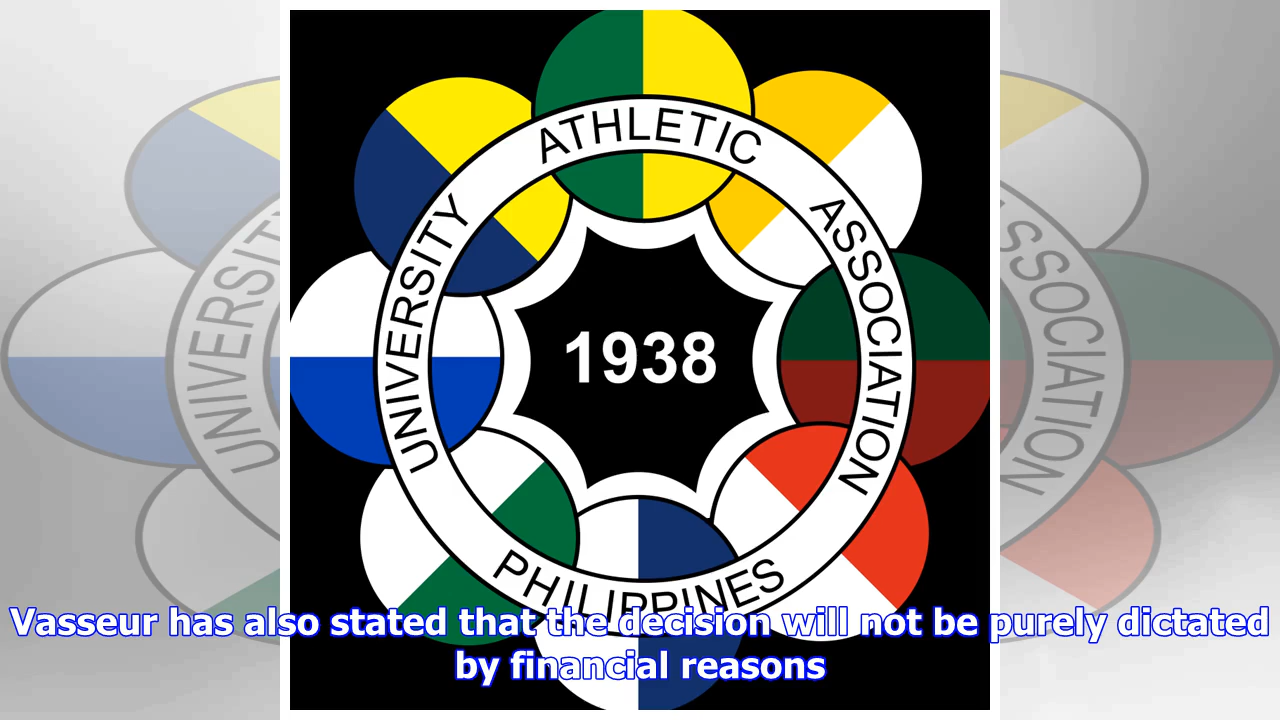 UNIVERSITY ATHLETIC ASSOCIATION
1938
PHILIPPINES
Vasseur has also stated that the decision will not be purely dictated
by financial reasons